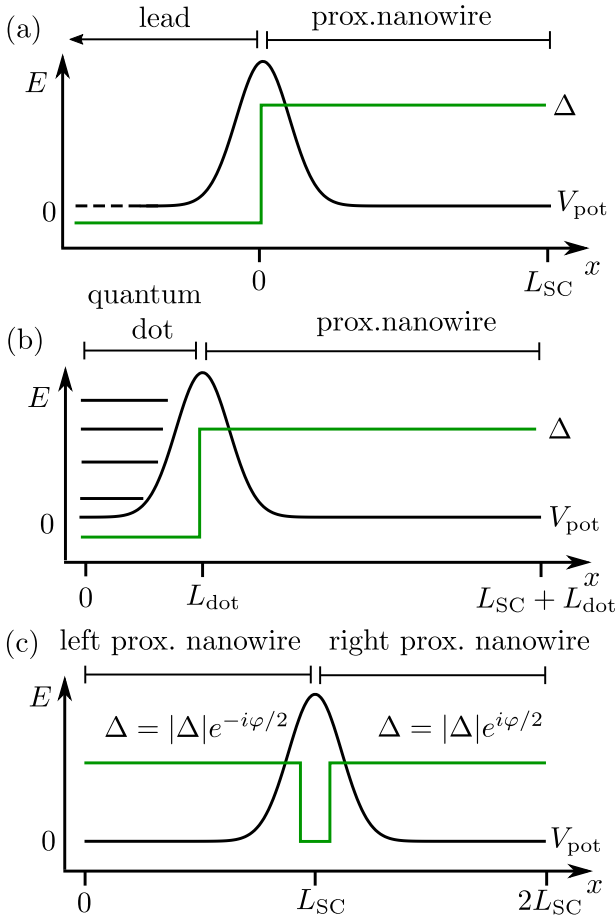 (a)
lead
prox.nanowire
E
Δ
0
V_pot
0
L_SC
x
(b)
quantum
dot
prox.nanowire
E
Δ
0
V_pot
0
L_dot
L_SC + L_dot
x
(c)
left prox. nanowire
right prox. nanowire
E
Δ = |Δ|e^{-iφ/2}
Δ = |Δ|e^{iφ/2}
0
V_pot
0
L_SC
2L_SC
x